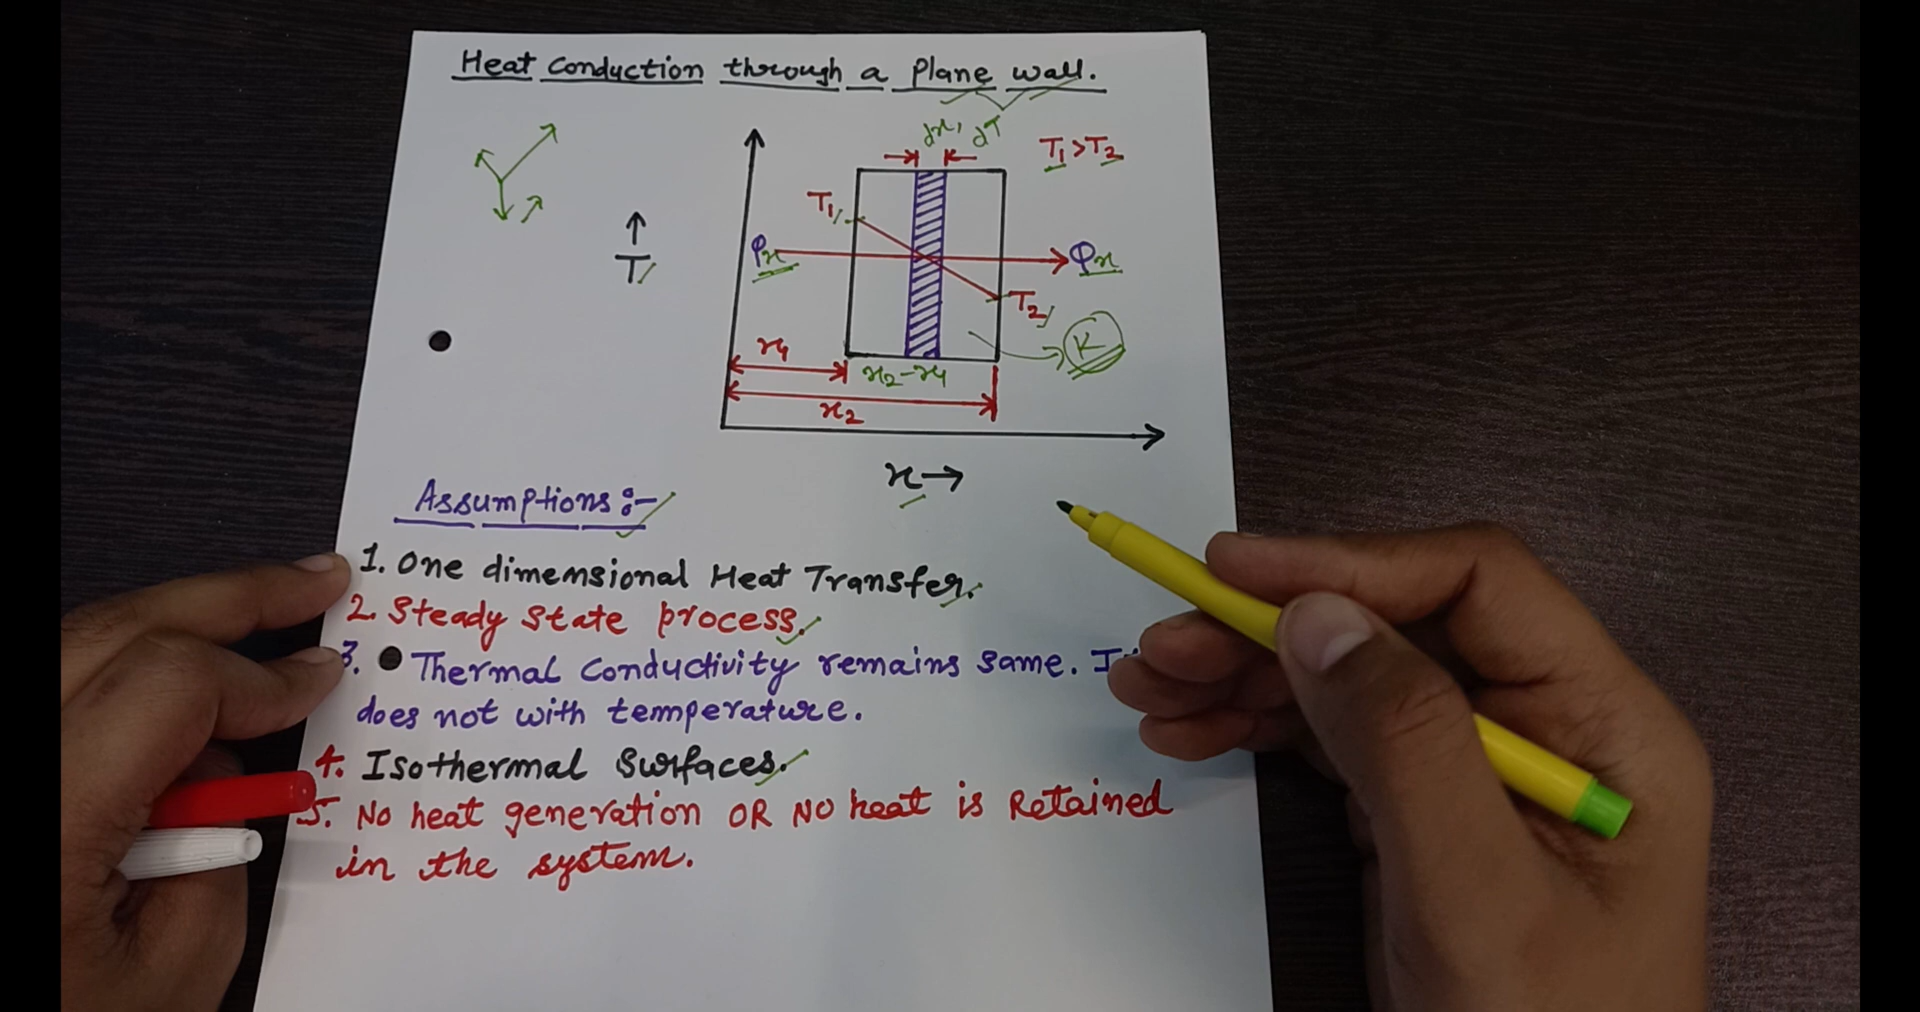 Heat Conduction through a Plane wall.
dx, dT
T1>T2
T1
↑
T
Qx
Qx
T2
K
x1
x2-x1
x2
x→
Assumptions:-
1. One dimensional Heat Transfer.
2. Steady State process.
3. Thermal Conductivity remains same. It
does not with temperature.
4. Isothermal Surfaces.
5. No heat generation OR NO heat is Retained
in the system.